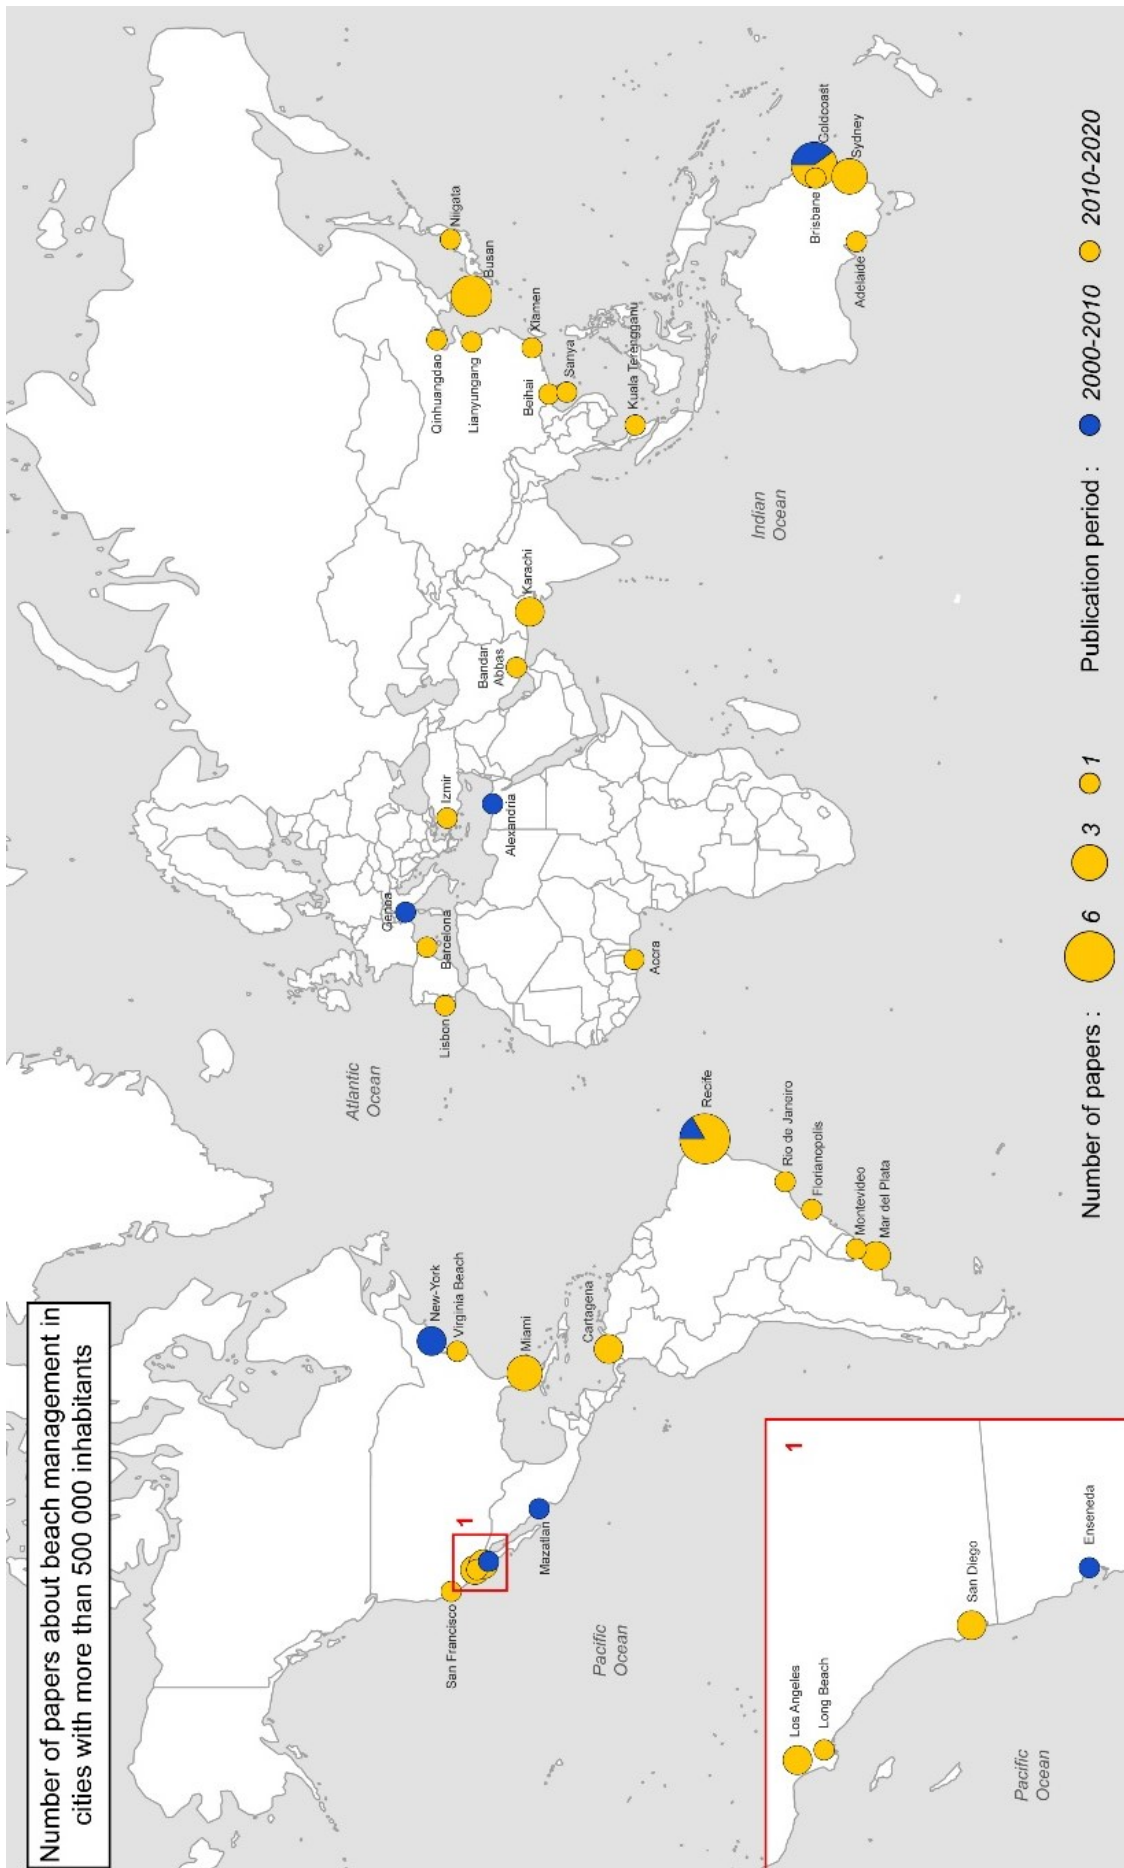 Number of papers about beach management in
cities with more than 500 000 inhabitants
San Francisco
1
Mazatlan
New-York
Virginia Beach
Miami
Cartagena
Recife
Rio de Janeiro
Florianopolis
Montevideo
Mar del Plata
Pacific
Ocean
Atlantic
Ocean
Lisbon
Barcelona
Genoa
Izmir
Alexandria
Accra
Bandar
Abbas
Karachi
Indian
Ocean
Qinhuangdao
Lianyungang
Niigata
Busan
Xiamen
Beihai
Sanya
Kuala Terengganu
Brisbane
Goldcoast
Sydney
Adelaide
1
Los Angeles
Long Beach
San Diego
Enseneda
Pacific
Ocean
Number of papers : 6 3 1 Publication period : 2000-2010 2010-2020